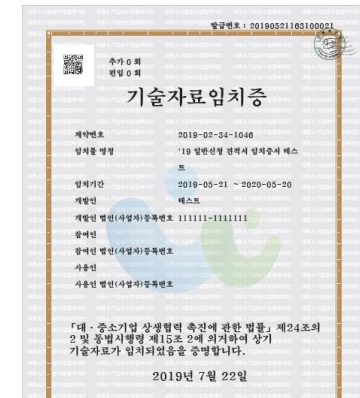 발급번호 : 20190521163100021
추가 0 회
편입 0 회
기술자료임치증
계약번호 2019-02-34-1046
임치물 명칭 '19 일반신청 견적서 임치증서 테스
트
임치기간 2019-05-21 ~ 2020-05-20
개발인 테스트
개발인 법인(사업자)등록번호 111111-1111111
참여인
참여인 법인(사업자)등록번호
사용인
사용인 법인(사업자)등록번호
「대ㆍ중소기업 상생협력 촉진에 관한 법률」 제24조의
2 및 동법시행령 제15조 2에 의거하여 상기
기술자료가 임치되었음을 증명합니다.
2019년 7월 22일